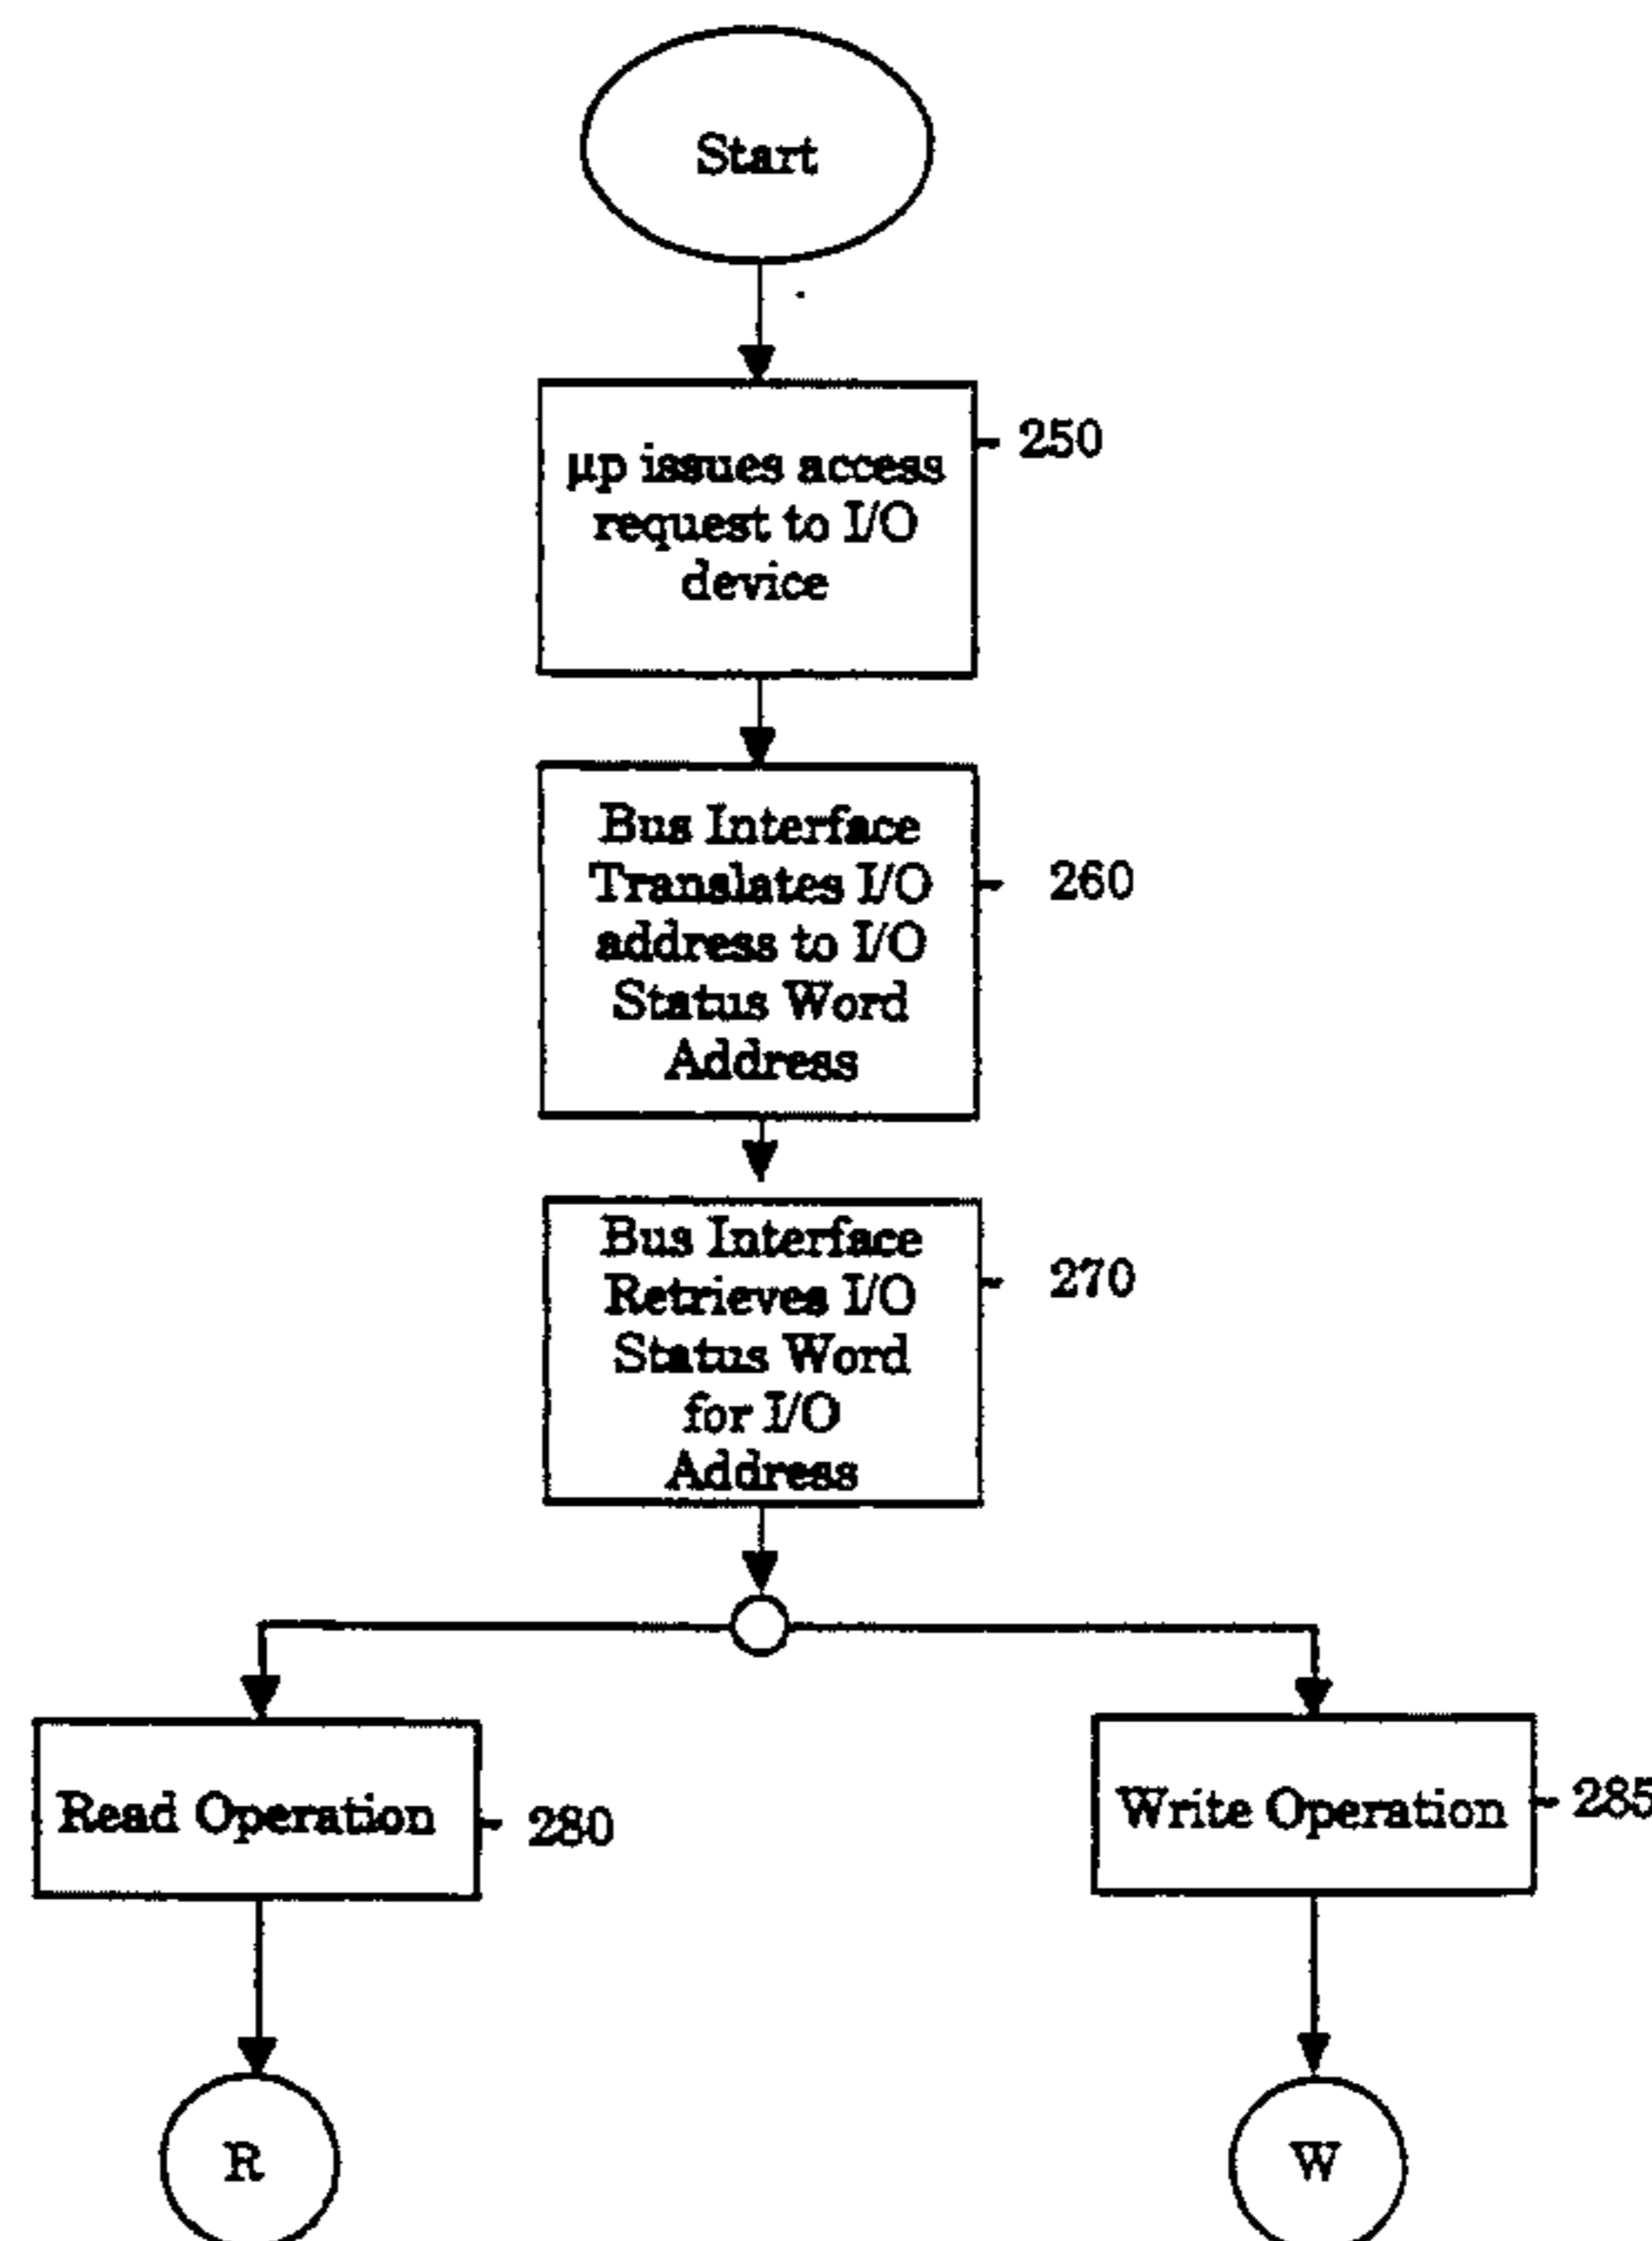 Start
µp issues access
request to I/O
device
250
Bus Interface
Translates I/O
address to I/O
Status Word
Address
260
Bus Interface
Retrieves I/O
Status Word
for I/O
Address
270
Read Operation
280
Write Operation
285
R
W